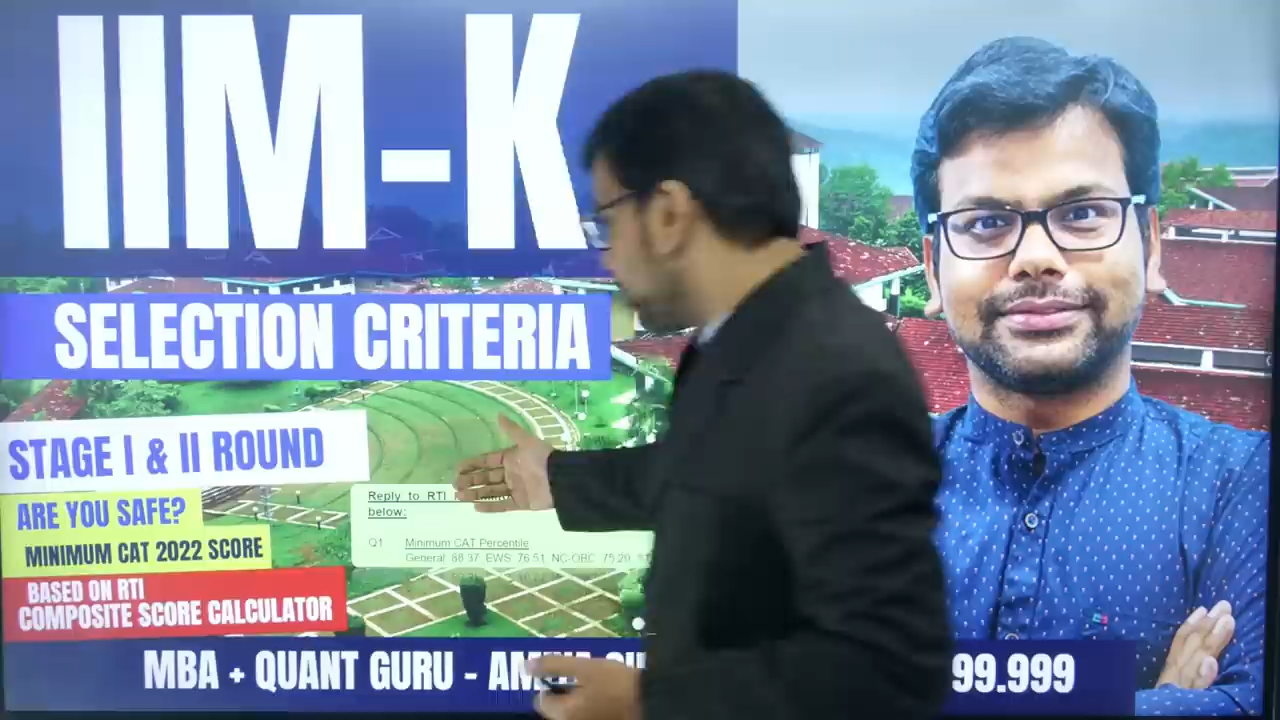 IIM-K
SELECTION CRITERIA
STAGE I & II ROUND
ARE YOU SAFE?
MINIMUM CAT 2022 SCORE
BASED ON RTI
COMPOSITE SCORE CALCULATOR
Reply to RTI
below:
Q1 Minimum CAT Percentile
General 88.37 EWS 76.51 NC-OBC 75.20
MBA + QUANT GURU - 99.999